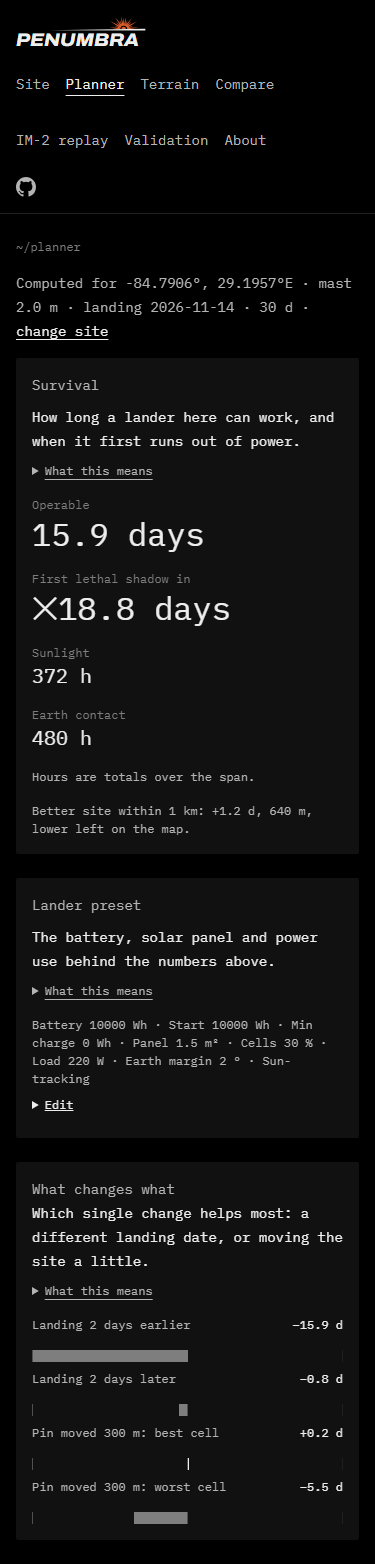 PENUMBRA
Site Planner Terrain Compare
IM-2 replay Validation About
~/planner
Computed for -84.7906°, 29.1957°E · mast
2.0 m · landing 2026-11-14 · 30 d ·
change site
Survival
How long a lander here can work, and
when it first runs out of power.
▶ What this means
Operable
15.9 days
First lethal shadow in
╳18.8 days
Sunlight
372 h
Earth contact
480 h
Hours are totals over the span.
Better site within 1 km: +1.2 d, 640 m,
lower left on the map.
Lander preset
The battery, solar panel and power
use behind the numbers above.
▶ What this means
Battery 10000 Wh · Start 10000 Wh · Min
charge 0 Wh · Panel 1.5 m² · Cells 30 % ·
Load 220 W · Earth margin 2 ° · Sun-
tracking
▶ Edit
What changes what
Which single change helps most: a
different landing date, or moving the
site a little.
▶ What this means
Landing 2 days earlier −15.9 d
Landing 2 days later −0.8 d
Pin moved 300 m: best cell +0.2 d
Pin moved 300 m: worst cell −5.5 d